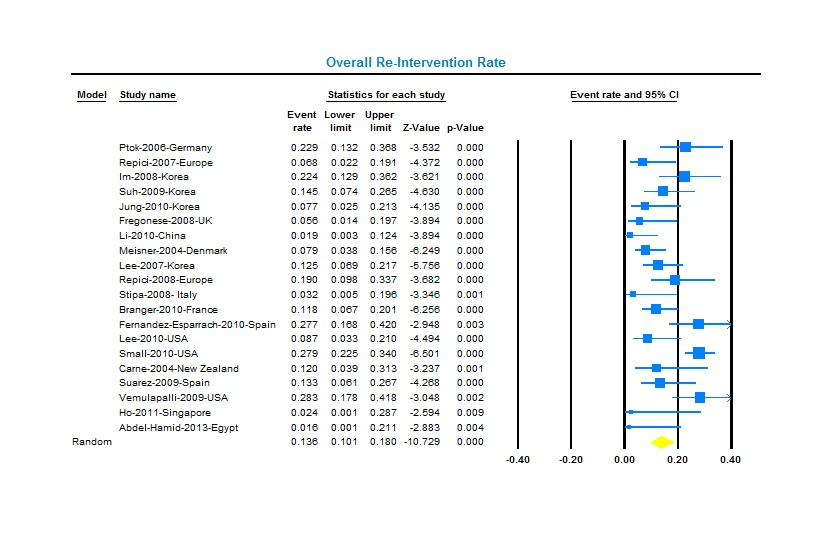 Overall Re-Intervention Rate
Model Study name Statistics for each study Event rate and 95% CI
Event Lower Upper
rate limit limit Z-Value p-Value
Ptok-2006-Germany 0.229 0.132 0.368 -3.532 0.000
Repici-2007-Europe 0.068 0.022 0.191 -4.372 0.000
Im-2008-Korea 0.224 0.129 0.362 -3.621 0.000
Suh-2009-Korea 0.145 0.074 0.265 -4.630 0.000
Jung-2010-Korea 0.077 0.025 0.213 -4.135 0.000
Fregonese-2008-UK 0.056 0.014 0.197 -3.894 0.000
Li-2010-China 0.019 0.003 0.124 -3.894 0.000
Meisner-2004-Denmark 0.079 0.038 0.156 -6.249 0.000
Lee-2007-Korea 0.125 0.069 0.217 -5.756 0.000
Repici-2008-Europe 0.190 0.098 0.337 -3.682 0.000
Stipa-2008- Italy 0.032 0.005 0.196 -3.346 0.001
Branger-2010-France 0.118 0.067 0.201 -6.256 0.000
Fernandez-Esparrach-2010-Spain 0.277 0.168 0.420 -2.948 0.003
Lee-2010-USA 0.087 0.033 0.210 -4.494 0.000
Small-2010-USA 0.279 0.225 0.340 -6.501 0.000
Carne-2004-New Zealand 0.120 0.039 0.313 -3.237 0.001
Suarez-2009-Spain 0.133 0.061 0.267 -4.268 0.000
Vemulapalli-2009-USA 0.283 0.178 0.418 -3.048 0.002
Ho-2011-Singapore 0.024 0.001 0.287 -2.594 0.009
Abdel-Hamid-2013-Egypt 0.016 0.001 0.211 -2.883 0.004
Random 0.136 0.101 0.180 -10.729 0.000
-0.40 -0.20 0.00 0.20 0.40